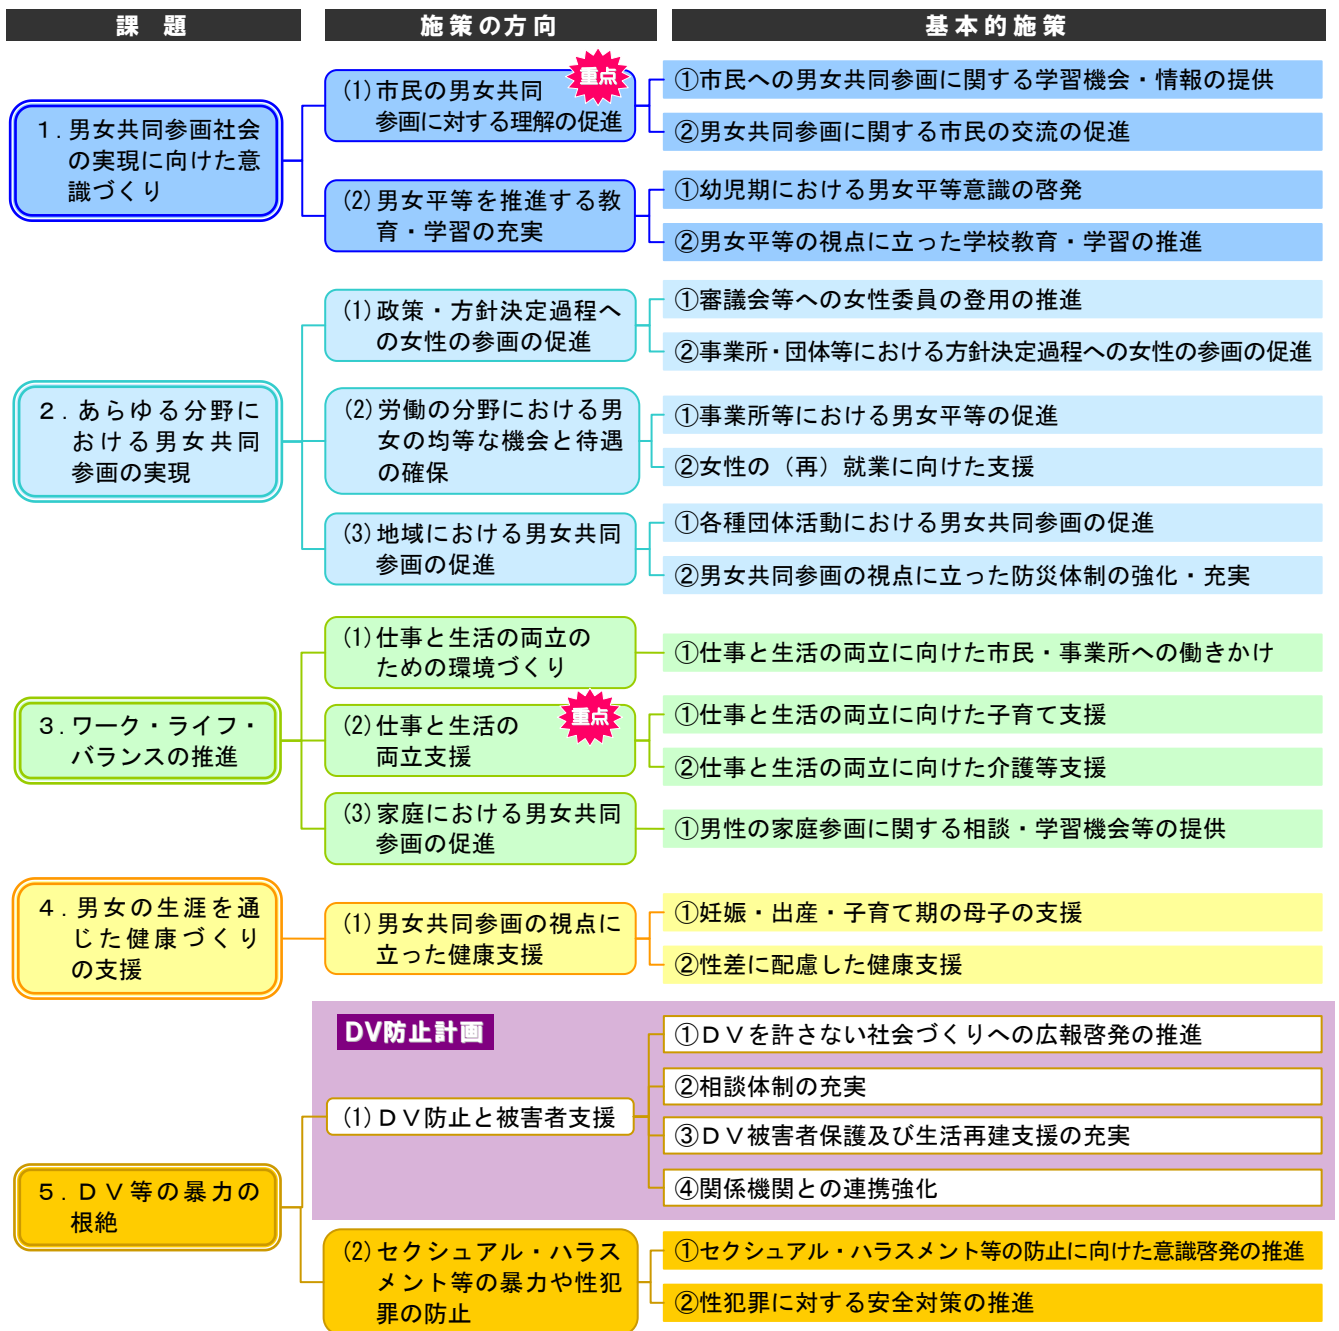 課 題
施策の方向
基本的施策
1.男女共同参画社会
の実現に向けた意
識づくり
(1)市民の男女共同
参画に対する理解の促進
重点
①市民への男女共同参画に関する学習機会・情報の提供
②男女共同参画に関する市民の交流の促進
(2)男女平等を推進する教
育・学習の充実
①幼児期における男女平等意識の啓発
②男女平等の視点に立った学校教育・学習の推進
2.あらゆる分野に
おける男女共同
参画の実現
(1)政策・方針決定過程へ
の女性の参画の促進
①審議会等への女性委員の登用の推進
②事業所・団体等における方針決定過程への女性の参画の促進
(2)労働の分野における男
女の均等な機会と待遇
の確保
①事業所等における男女平等の促進
②女性の(再)就業に向けた支援
(3)地域における男女共同
参画の促進
①各種団体活動における男女共同参画の促進
②男女共同参画の視点に立った防災体制の強化・充実
3.ワーク・ライフ・
バランスの推進
(1)仕事と生活の両立の
ための環境づくり
①仕事と生活の両立に向けた市民・事業所への働きかけ
(2)仕事と生活の
両立支援
重点
①仕事と生活の両立に向けた子育て支援
②仕事と生活の両立に向けた介護等支援
(3)家庭における男女共同
参画の促進
①男性の家庭参画に関する相談・学習機会等の提供
4.男女の生涯を通
じた健康づくり
の支援
(1)男女共同参画の視点に
立った健康支援
①妊娠・出産・子育て期の母子の支援
②性差に配慮した健康支援
5.DV等の暴力の
根絶
DV防止計画
(1)DV防止と被害者支援
①DVを許さない社会づくりへの広報啓発の推進
②相談体制の充実
③DV被害者保護及び生活再建支援の充実
④関係機関との連携強化
(2)セクシュアル・ハラス
メント等の暴力や性犯
罪の防止
①セクシュアル・ハラスメント等の防止に向けた意識啓発の推進
②性犯罪に対する安全対策の推進